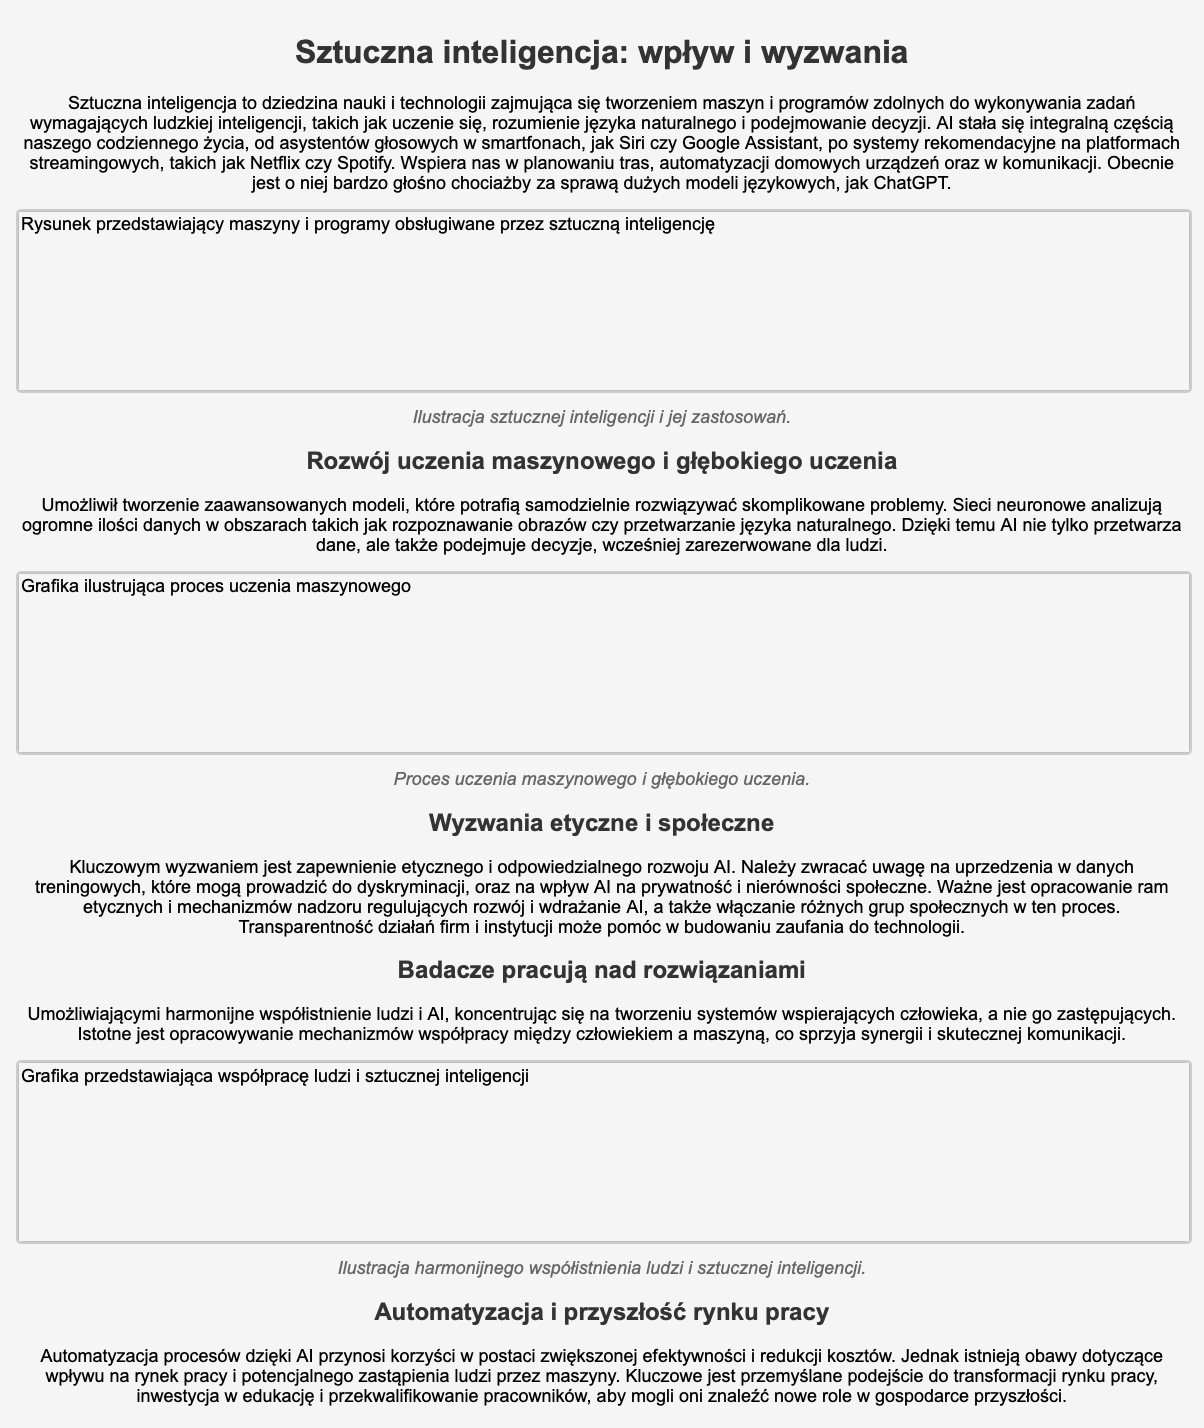 Sztuczna inteligencja: wpływ i wyzwania
Sztuczna inteligencja to dziedzina nauki i technologii zajmująca się tworzeniem maszyn i programów zdolnych do wykonywania zadań
wymagających ludzkiej inteligencji, takich jak uczenie się, rozumienie języka naturalnego i podejmowanie decyzji. AI stała się integralną częścią
naszego codziennego życia, od asystentów głosowych w smartfonach, jak Siri czy Google Assistant, po systemy rekomendacyjne na platformach
streamingowych, takich jak Netflix czy Spotify. Wspiera nas w planowaniu tras, automatyzacji domowych urządzeń oraz w komunikacji. Obecnie
jest o niej bardzo głośno chociażby za sprawą dużych modeli językowych, jak ChatGPT.
Rysunek przedstawiający maszyny i programy obsługiwane przez sztuczną inteligencję
Ilustracja sztucznej inteligencji i jej zastosowań.
Rozwój uczenia maszynowego i głębokiego uczenia
Umożliwił tworzenie zaawansowanych modeli, które potrafią samodzielnie rozwiązywać skomplikowane problemy. Sieci neuronowe analizują
ogromne ilości danych w obszarach takich jak rozpoznawanie obrazów czy przetwarzanie języka naturalnego. Dzięki temu AI nie tylko przetwarza
dane, ale także podejmuje decyzje, wcześniej zarezerwowane dla ludzi.
Grafika ilustrująca proces uczenia maszynowego
Proces uczenia maszynowego i głębokiego uczenia.
Wyzwania etyczne i społeczne
Kluczowym wyzwaniem jest zapewnienie etycznego i odpowiedzialnego rozwoju AI. Należy zwracać uwagę na uprzedzenia w danych
treningowych, które mogą prowadzić do dyskryminacji, oraz na wpływ AI na prywatność i nierówności społeczne. Ważne jest opracowanie ram
etycznych i mechanizmów nadzoru regulujących rozwój i wdrażanie AI, a także włączanie różnych grup społecznych w ten proces.
Transparentność działań firm i instytucji może pomóc w budowaniu zaufania do technologii.
Badacze pracują nad rozwiązaniami
Umożliwiającymi harmonijne współistnienie ludzi i AI, koncentrując się na tworzeniu systemów wspierających człowieka, a nie go zastępujących.
Istotne jest opracowywanie mechanizmów współpracy między człowiekiem a maszyną, co sprzyja synergii i skutecznej komunikacji.
Grafika przedstawiająca współpracę ludzi i sztucznej inteligencji
Ilustracja harmonijnego współistnienia ludzi i sztucznej inteligencji.
Automatyzacja i przyszłość rynku pracy
Automatyzacja procesów dzięki AI przynosi korzyści w postaci zwiększonej efektywności i redukcji kosztów. Jednak istnieją obawy dotyczące
wpływu na rynek pracy i potencjalnego zastąpienia ludzi przez maszyny. Kluczowe jest przemyślane podejście do transformacji rynku pracy,
inwestycja w edukację i przekwalifikowanie pracowników, aby mogli oni znaleźć nowe role w gospodarce przyszłości.